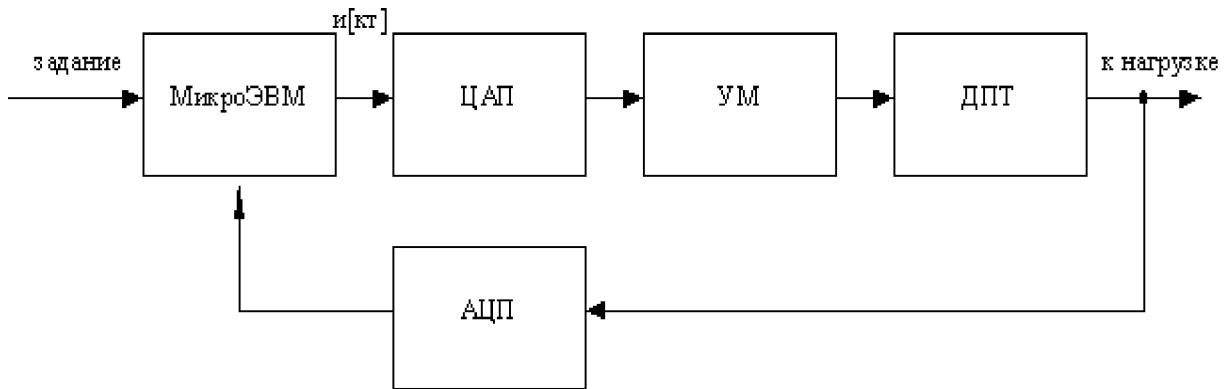 и[кт]
задание
к нагрузке
МикроЭВМ
ЦАП
УМ
ДПТ
АЦП